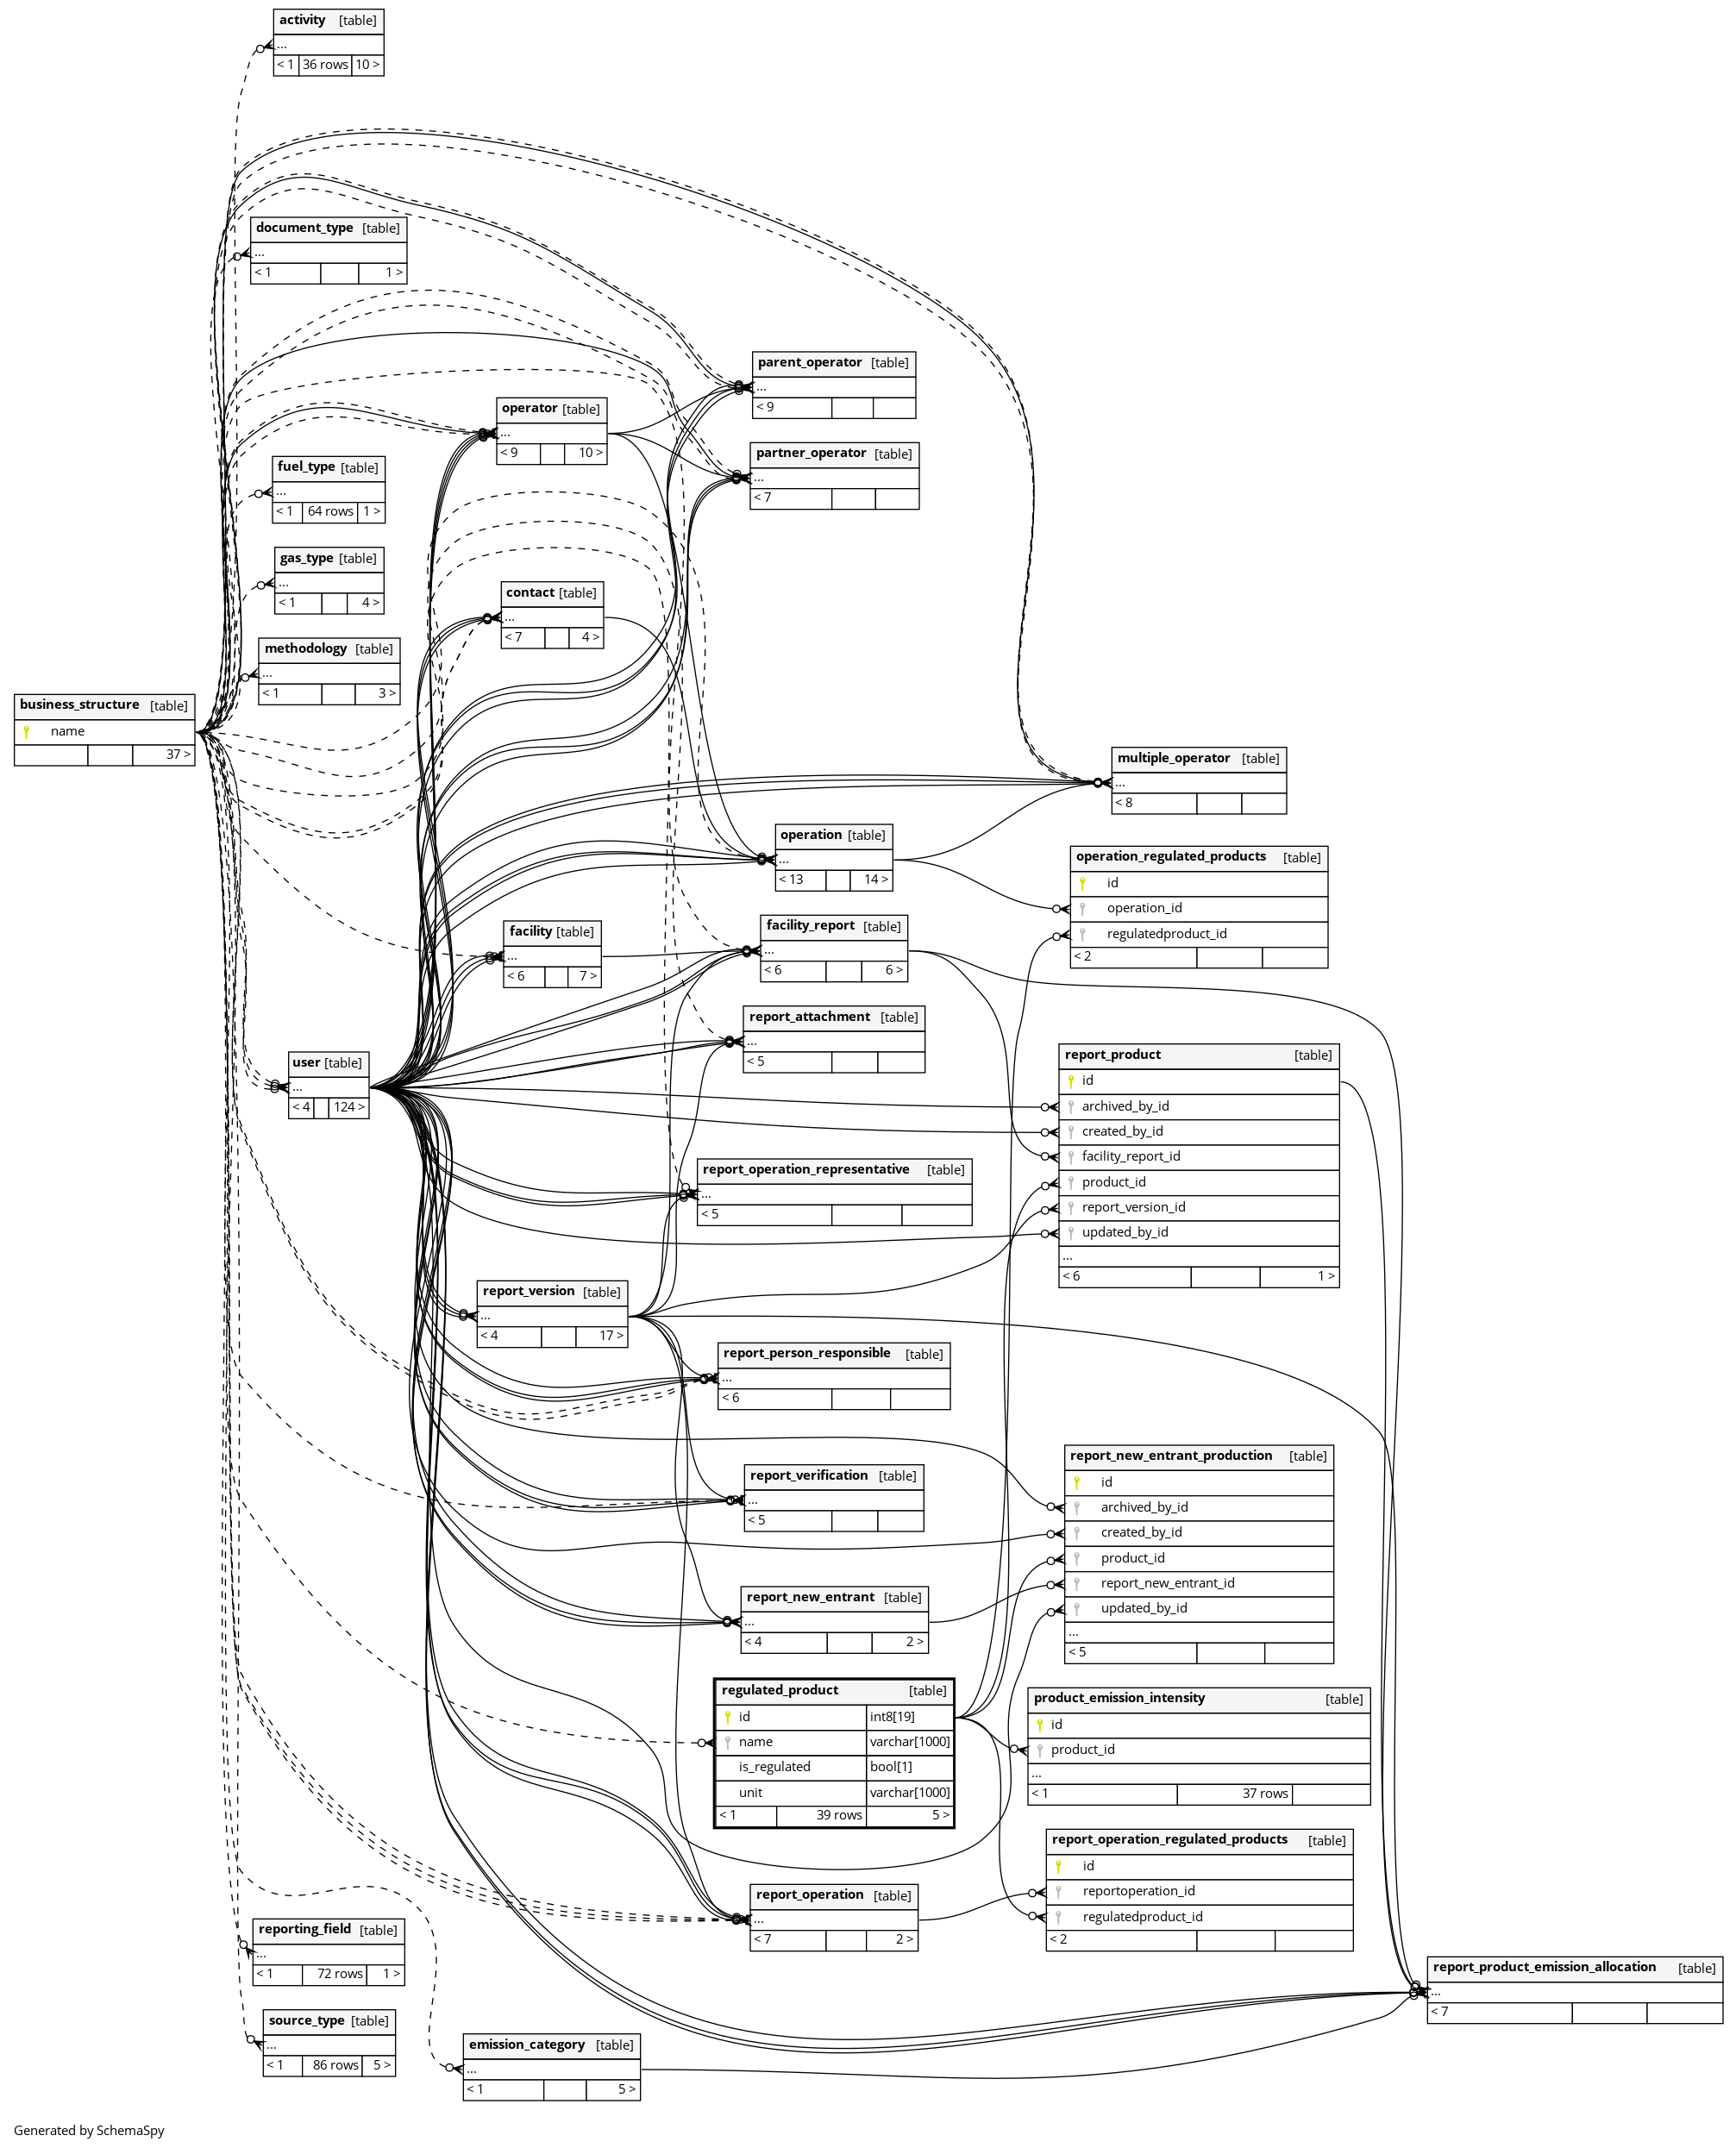 activity [table]
...
< 1 36 rows 10 >
document_type [table]
...
< 1 1 >
parent_operator [table]
...
< 9
operator [table]
...
< 9 10 >
partner_operator [table]
...
< 7
fuel_type [table]
...
< 1 64 rows 1 >
gas_type [table]
...
< 1 4 >
contact [table]
...
< 7 4 >
methodology [table]
...
< 1 3 >
business_structure [table]
name
37 >
multiple_operator [table]
...
< 8
operation [table]
...
< 13 14 >
operation_regulated_products [table]
id
operation_id
regulatedproduct_id
< 2
facility [table]
...
< 6 7 >
facility_report [table]
...
< 6 6 >
report_attachment [table]
...
< 5
user [table]
...
< 4 124 >
report_product [table]
id
archived_by_id
created_by_id
facility_report_id
product_id
report_version_id
updated_by_id
...
< 6 1 >
report_operation_representative [table]
...
< 5
report_version [table]
...
< 4 17 >
report_person_responsible [table]
...
< 6
report_verification [table]
...
< 5
report_new_entrant_production [table]
id
archived_by_id
created_by_id
product_id
report_new_entrant_id
updated_by_id
...
< 5
report_new_entrant [table]
...
< 4 2 >
regulated_product [table]
id int8[19]
name varchar[1000]
is_regulated bool[1]
unit varchar[1000]
< 1 39 rows 5 >
product_emission_intensity [table]
id
product_id
...
< 1 37 rows
report_operation_regulated_products [table]
id
reportoperation_id
regulatedproduct_id
< 2
report_operation [table]
...
< 7 2 >
reporting_field [table]
...
< 1 72 rows 1 >
report_product_emission_allocation [table]
...
< 7
source_type [table]
...
< 1 86 rows 5 >
emission_category [table]
...
< 1 5 >
Generated by SchemaSpy